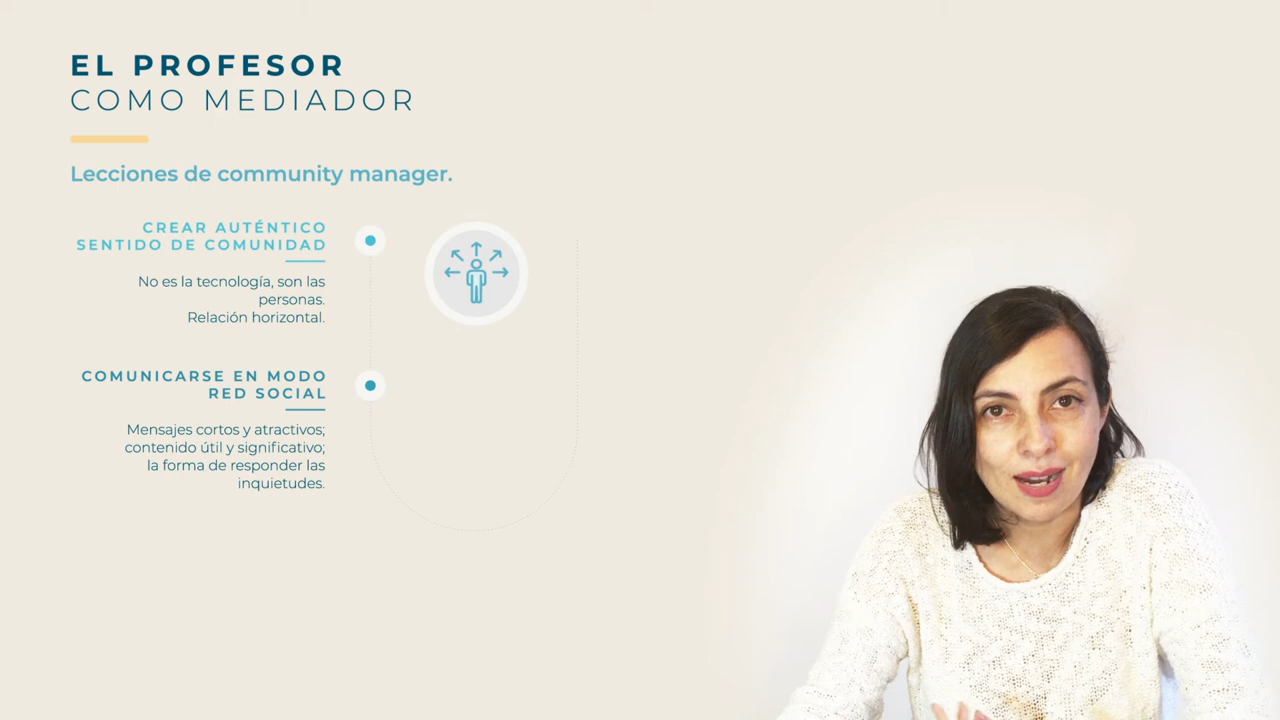 EL PROFESOR
COMO MEDIADOR
Lecciones de community manager.
CREAR AUTÉNTICO
SENTIDO DE COMUNIDAD
No es la tecnología, son las
personas.
Relación horizontal.
COMUNICARSE EN MODO
RED SOCIAL
Mensajes cortos y atractivos;
contenido útil y significativo;
la forma de responder las
inquietudes.